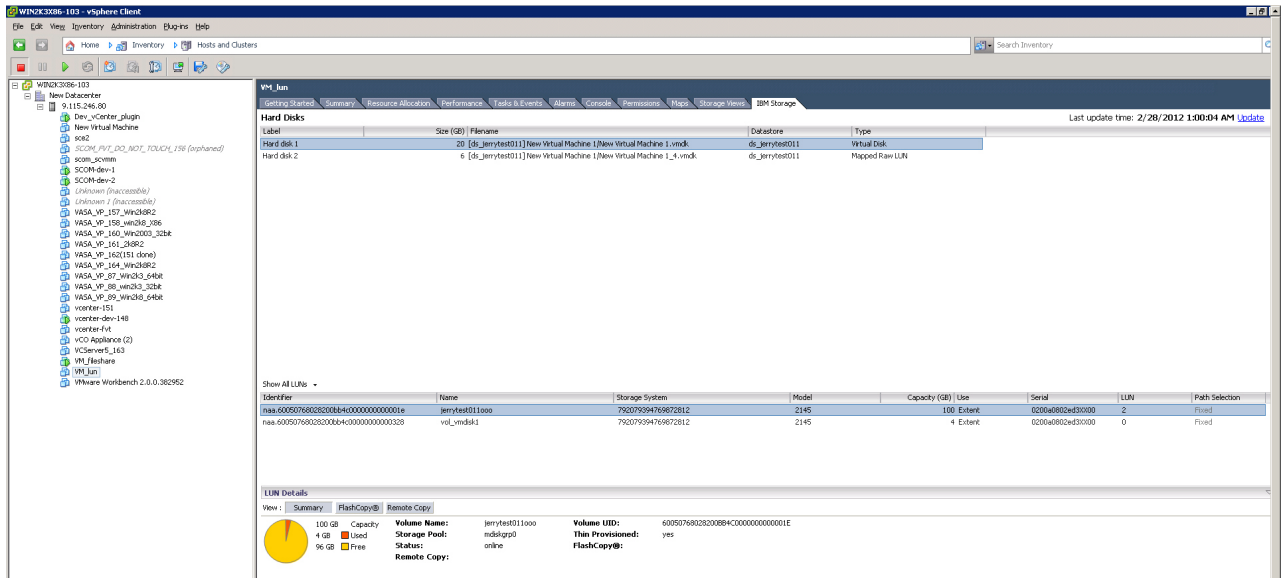 WIN2K3X86-103 - vSphere Client
File Edit View Inventory Administration Plug-ins Help
Home Inventory Hosts and Clusters
Search Inventory
WIN2K3X86-103
New Datacenter
9.115.246.80
Dev_vCenter_plugin
New Virtual Machine
sce2
SCOM_FVT_DO_NOT_TOUCH_156 (orphaned)
scom_scvmm
SCOM-dev-1
SCOM-dev-2
Unknown (inaccessible)
Unknown 1 (inaccessible)
VASA_VP_157_Win2k8R2
VASA_VP_158_win2k8_X86
VASA_VP_160_Win2003_32bit
VASA_VP_161_2k8R2
VASA_VP_162(151 clone)
VASA_VP_164_Win2k8R2
VASA_VP_87_Win2k3_64bit
VASA_VP_88_win2k3_32bit
VASA_VP_89_Win2k8_64bit
vcenter-151
vcenter-dev-148
vcenter-fvt
vCO Appliance (2)
VCServer5_163
VM_fileshare
VM_lun
VMware Workbench 2.0.0.382952
VM_lun
Getting Started Summary Resource Allocation Performance Tasks & Events Alarms Console Permissions Maps Storage Views IBM Storage
Hard Disks Last update time: 2/28/2012 1:00:04 AM Update
Label Size (GB) Filename Datastore Type
Hard disk 1 20 [ds_jerrytest011] New Virtual Machine 1/New Virtual Machine 1.vmdk ds_jerrytest011 Virtual Disk
Hard disk 2 6 [ds_jerrytest011] New Virtual Machine 1/New Virtual Machine 1_4.vmdk ds_jerrytest011 Mapped Raw LUN
Show All LUNs
Identifier Name Storage System Model Capacity (GB) Use Serial LUN Path Selection
naa.60050768028200bb4c0000000000001e jerrytest011ooo 792079394769872812 2145 100 Extent 0200a0802ed3XX00 2 Fixed
naa.60050768028200bb4c00000000000328 vol_vmdisk1 792079394769872812 2145 4 Extent 0200a0802ed3XX00 0 Fixed
LUN Details
View : Summary FlashCopy® Remote Copy
100 GB Capacity Volume Name: jerrytest011ooo Volume UID: 60050768028200BB4C0000000000001E
4 GB Used Storage Pool: mdiskgrp0 Thin Provisioned: yes
96 GB Free Status: online FlashCopy®:
Remote Copy: